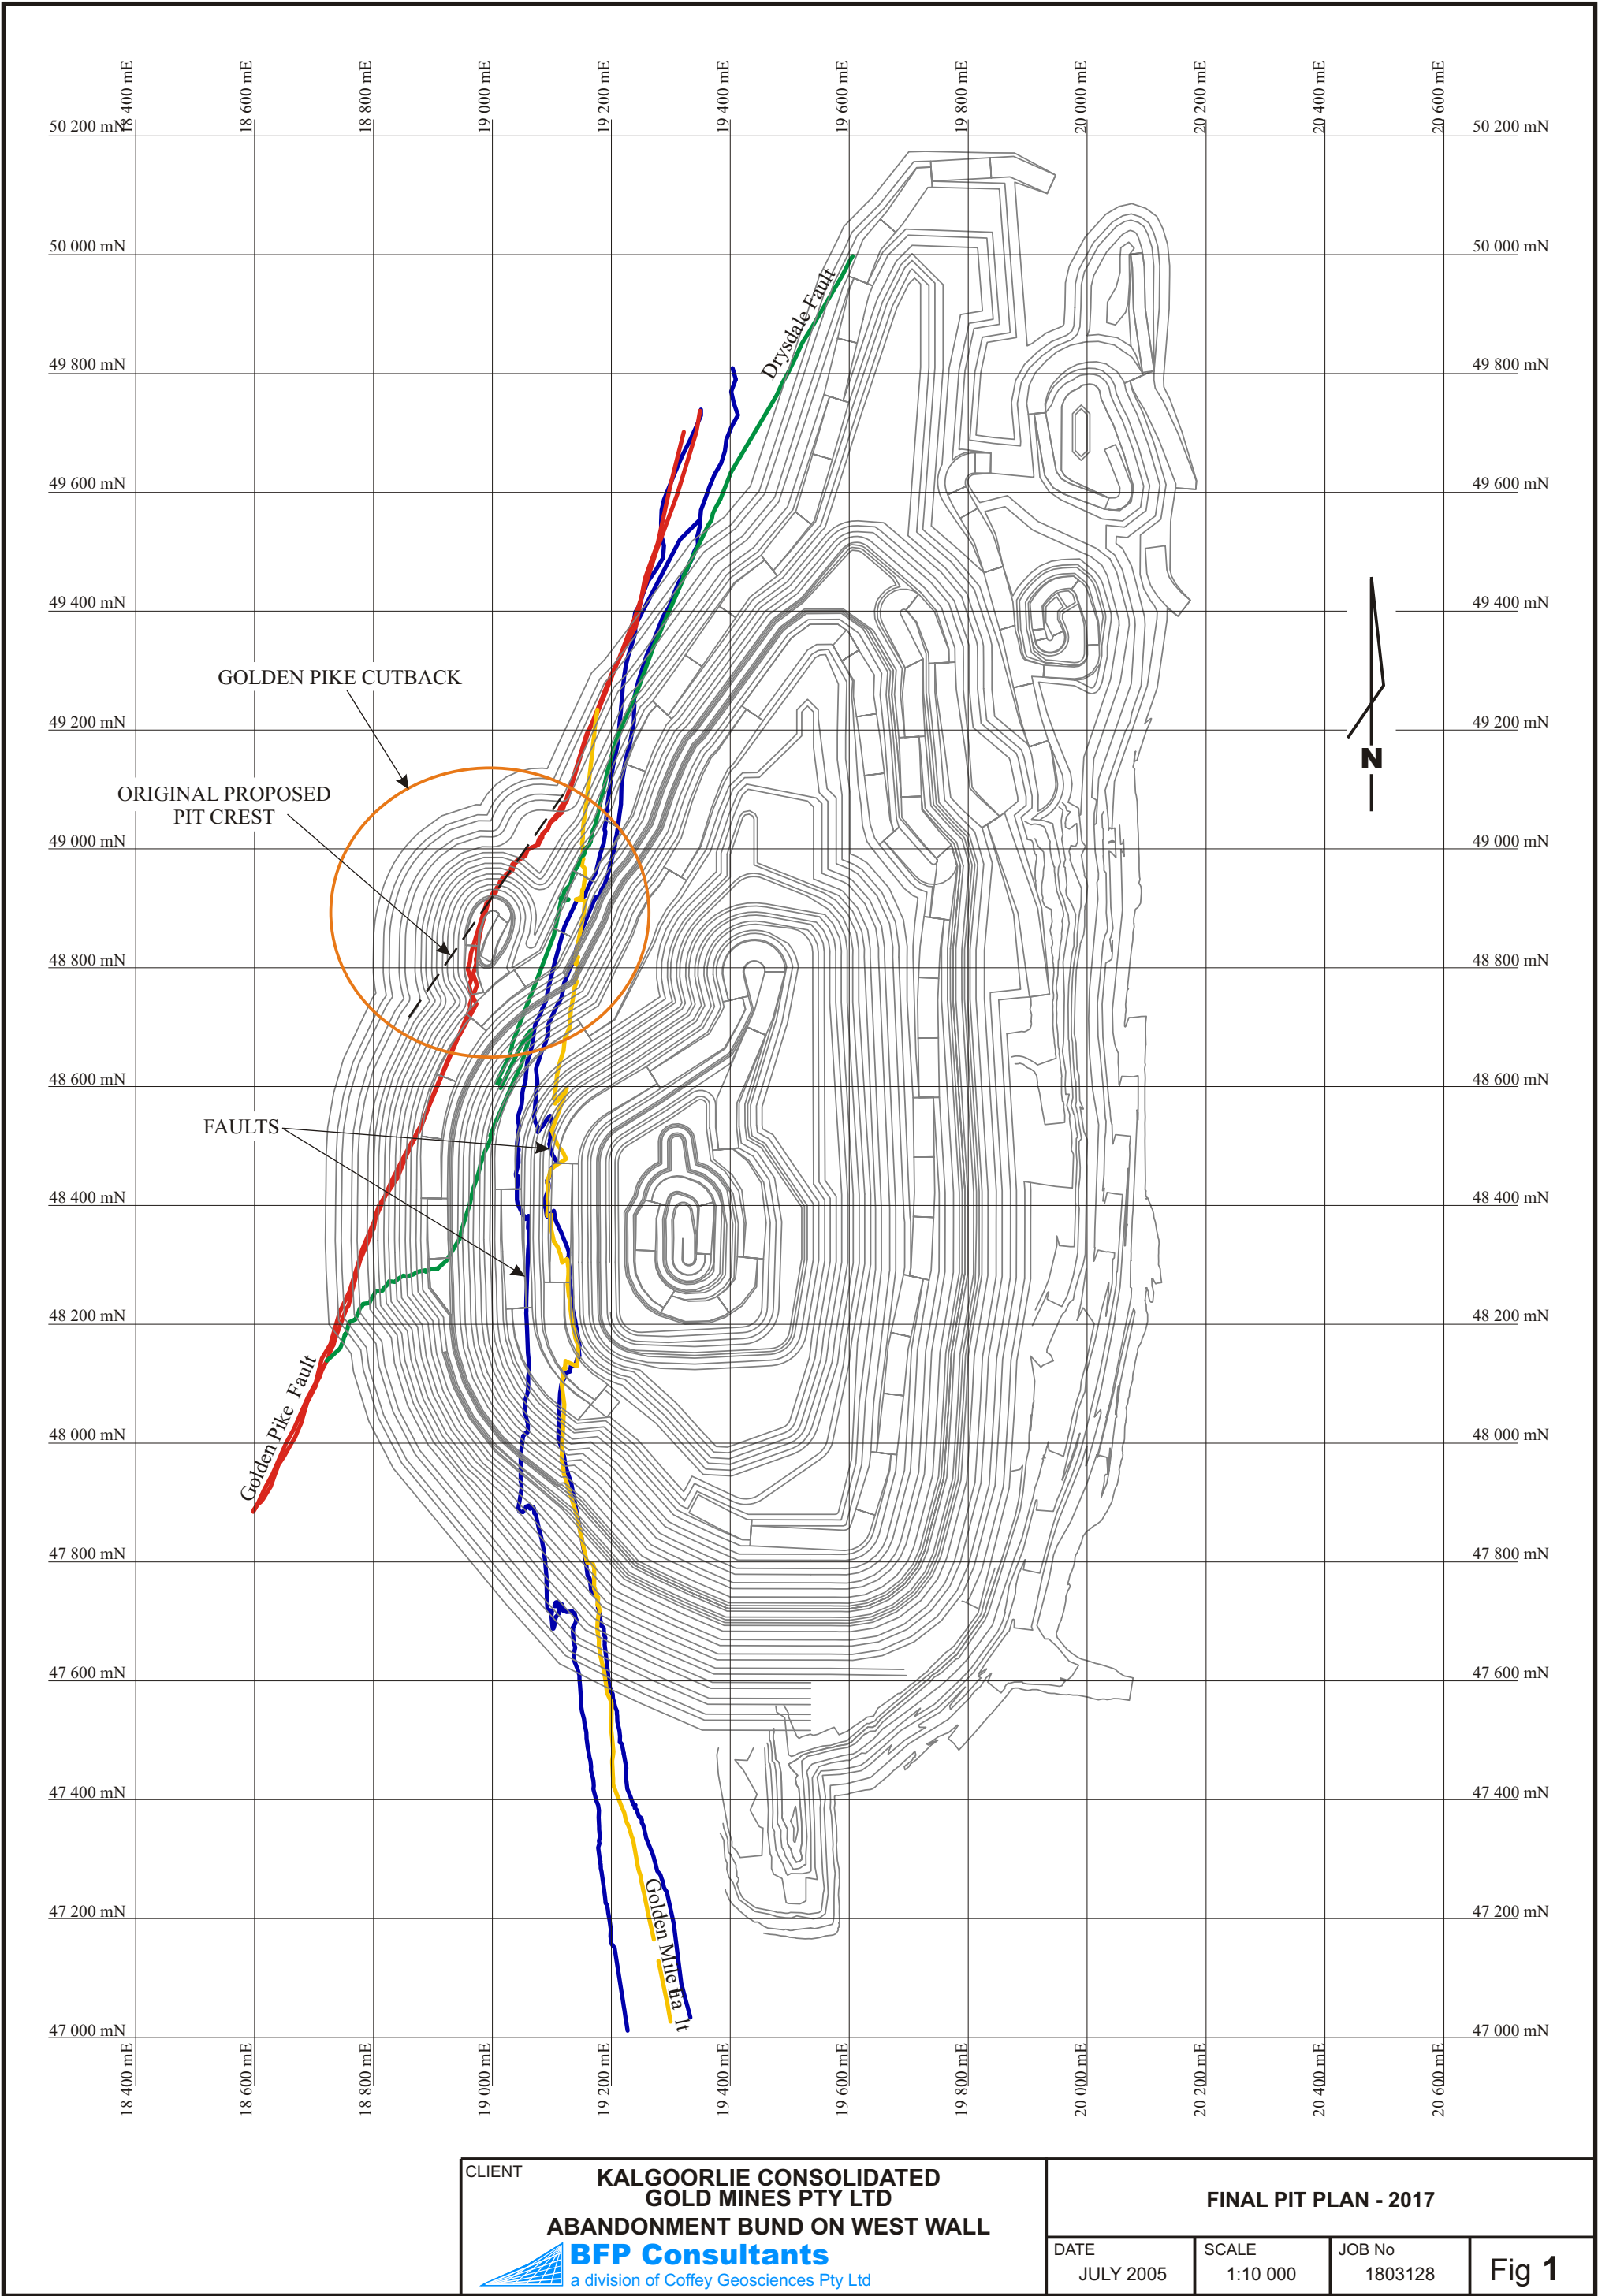 18 400 mE
18 600 mE
18 800 mE
19 000 mE
19 200 mE
19 400 mE
19 600 mE
19 800 mE
20 000 mE
20 200 mE
20 400 mE
20 600 mE
50 200 mN
50 200 mN
50 000 mN
50 000 mN
Drysdale Fault
49 800 mN
49 800 mN
49 600 mN
49 600 mN
49 400 mN
49 400 mN
GOLDEN PIKE CUTBACK
49 200 mN
49 200 mN
N
ORIGINAL PROPOSED
PIT CREST
49 000 mN
49 000 mN
48 800 mN
48 800 mN
48 600 mN
48 600 mN
FAULTS
48 400 mN
48 400 mN
48 200 mN
48 200 mN
Golden Pike Fault
48 000 mN
48 000 mN
47 800 mN
47 800 mN
47 600 mN
47 600 mN
47 400 mN
47 400 mN
47 200 mN
47 200 mN
Golden Mile
47 000 mN
47 000 mN
18 400 mE
18 600 mE
18 800 mE
19 000 mE
19 200 mE
19 400 mE
19 600 mE
19 800 mE
20 000 mE
20 200 mE
20 400 mE
20 600 mE
CLIENT
KALGOORLIE CONSOLIDATED
GOLD MINES PTY LTD
ABANDONMENT BUND ON WEST WALL
BFP Consultants
a division of Coffey Geosciences Pty Ltd
FINAL PIT PLAN - 2017
DATE
JULY 2005
SCALE
1:10 000
JOB No
1803128
Fig 1